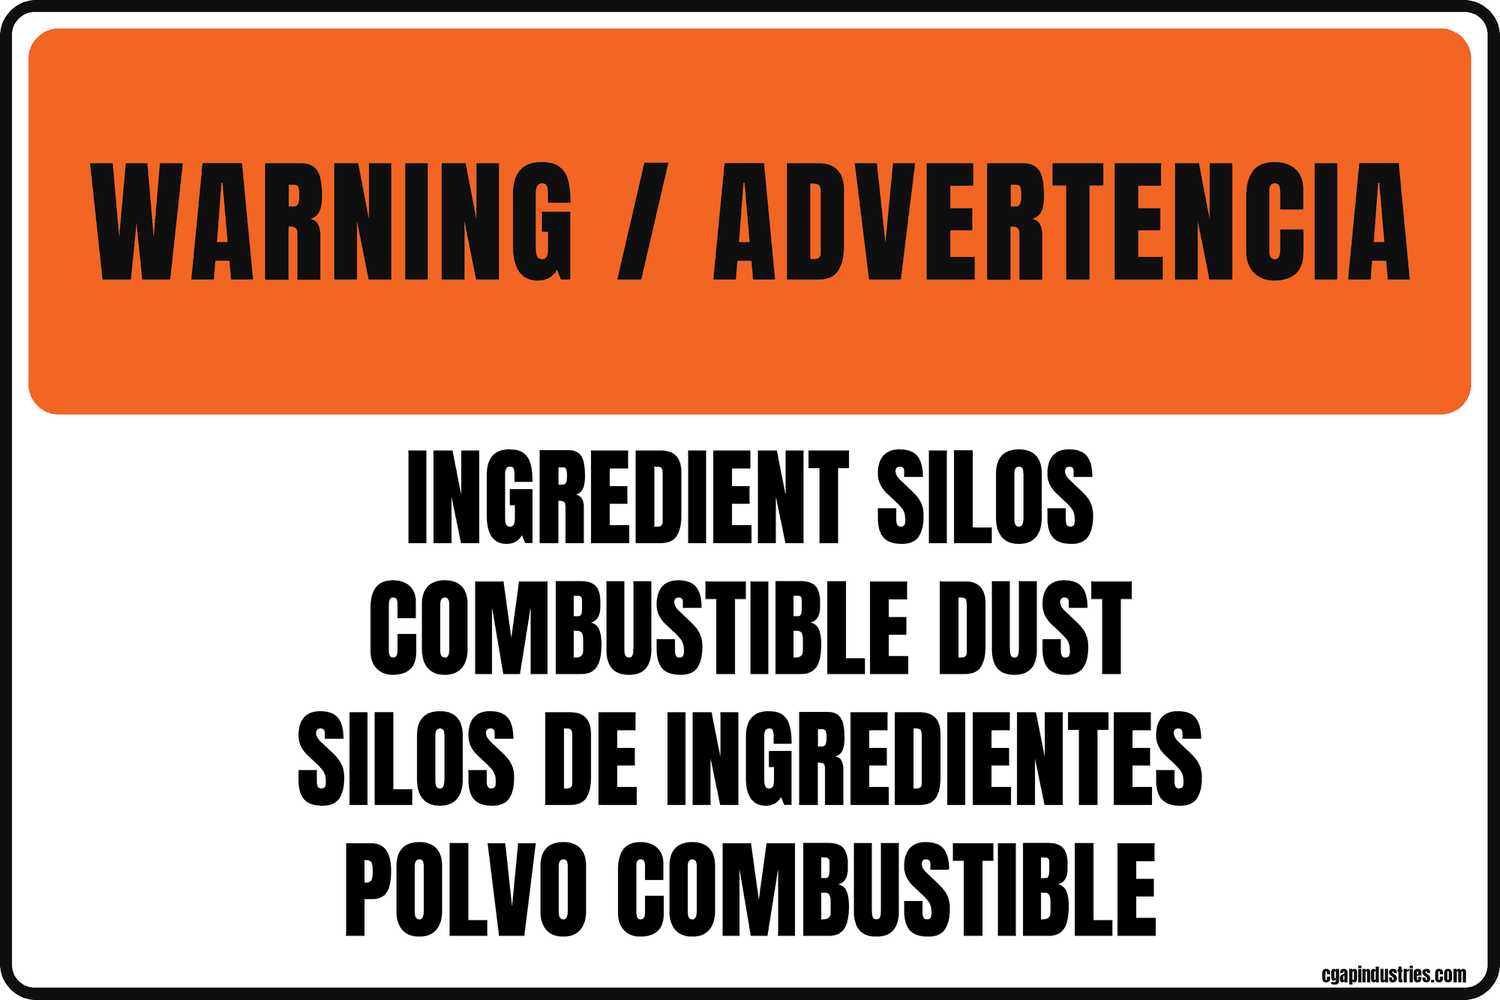 WARNING / ADVERTENCIA
INGREDIENT SILOS
COMBUSTIBLE DUST
SILOS DE INGREDIENTES
POLVO COMBUSTIBLE
cgapindustries.com